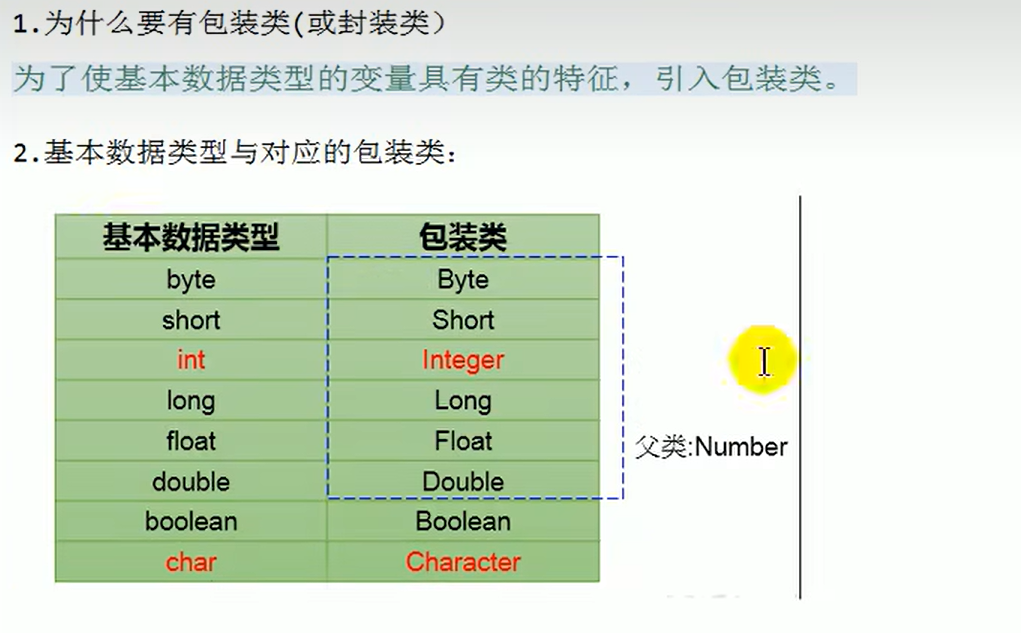 1.为什么要有包装类(或封装类）
为了使基本数据类型的变量具有类的特征，引入包装类。
2.基本数据类型与对应的包装类：
基本数据类型 包装类
byte Byte
short Short
int Integer
long Long
float Float
父类:Number
double Double
boolean Boolean
char Character